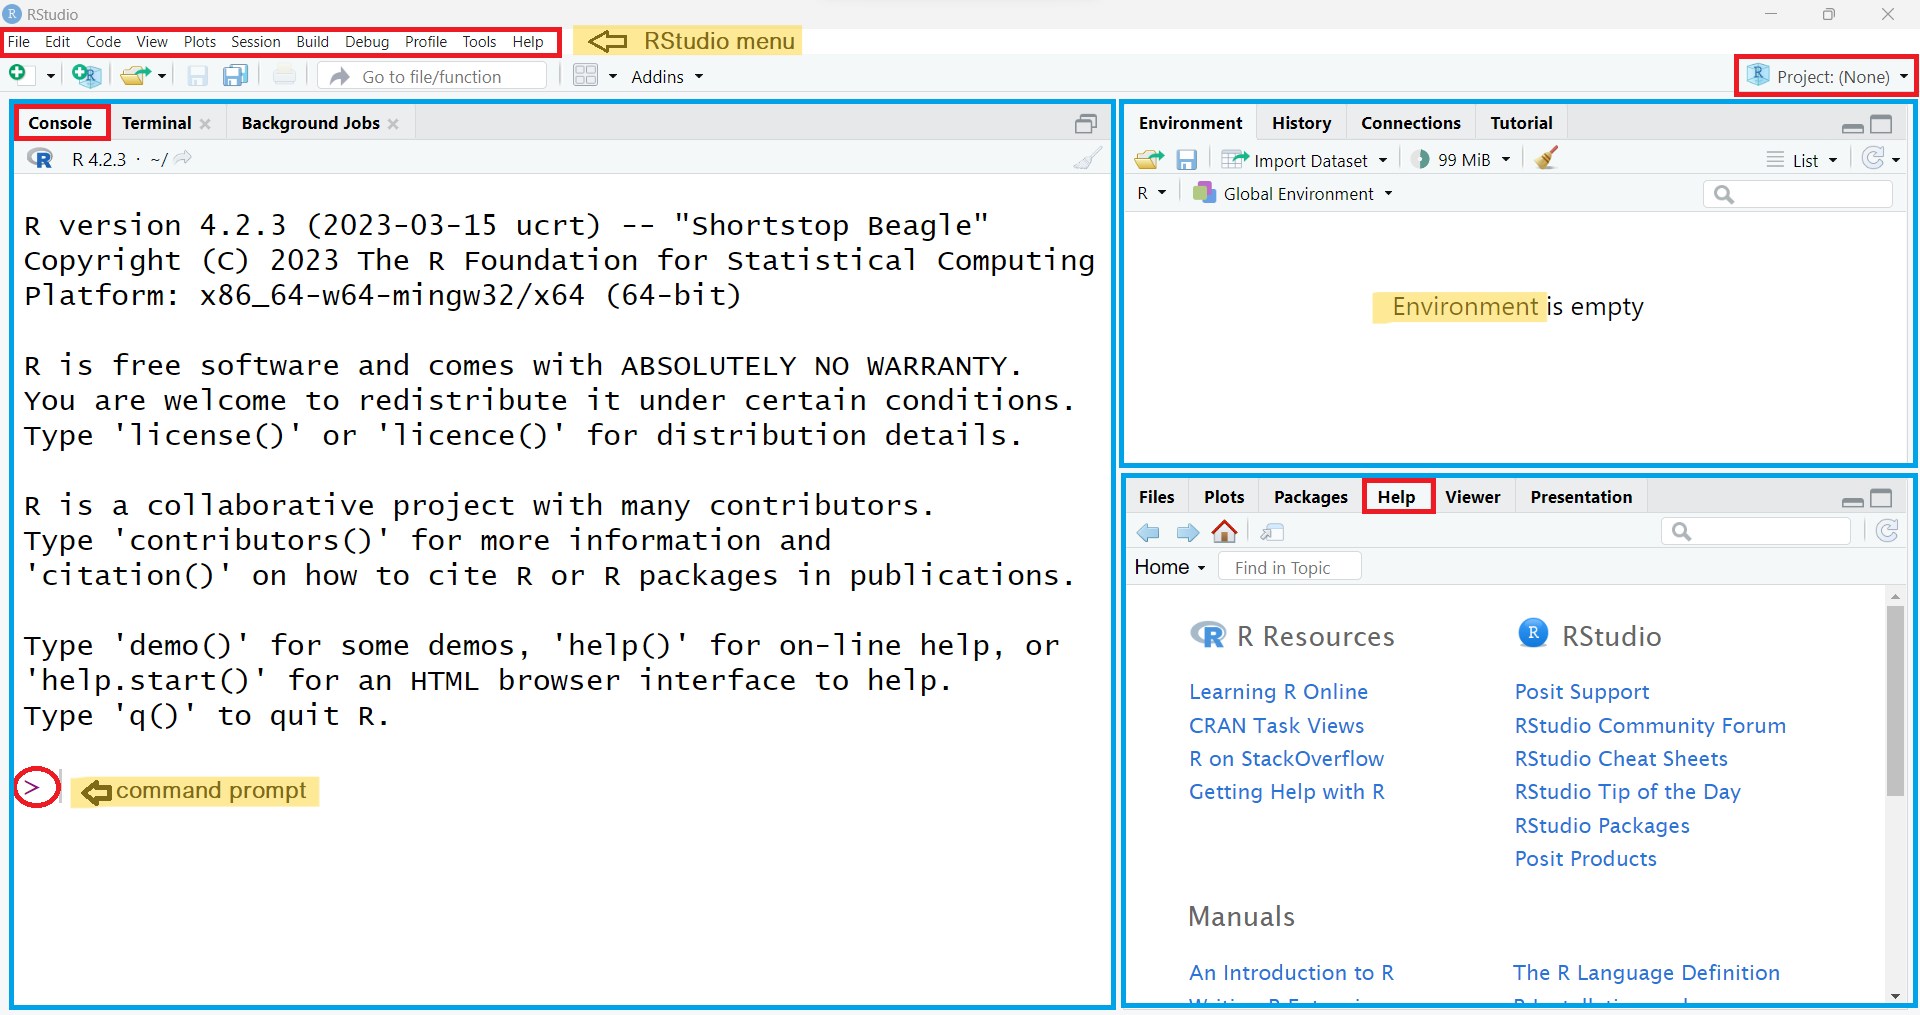 R RStudio
File Edit Code View Plots Session Build Debug Profile Tools Help
RStudio menu
Go to file/function
Addins
R Project: (None)
Console Terminal Background Jobs
R R 4.2.3 · ~/
R version 4.2.3 (2023-03-15 ucrt) -- "Shortstop Beagle"
Copyright (C) 2023 The R Foundation for Statistical Computing
Platform: x86_64-w64-mingw32/x64 (64-bit)
R is free software and comes with ABSOLUTELY NO WARRANTY.
You are welcome to redistribute it under certain conditions.
Type 'license()' or 'licence()' for distribution details.
R is a collaborative project with many contributors.
Type 'contributors()' for more information and
'citation()' on how to cite R or R packages in publications.
Type 'demo()' for some demos, 'help()' for on-line help, or
'help.start()' for an HTML browser interface to help.
Type 'q()' to quit R.
>
command prompt
Environment History Connections Tutorial
Import Dataset 99 MiB List
R Global Environment
Environment is empty
Files Plots Packages Help Viewer Presentation
Home Find in Topic
R R Resources
Learning R Online
CRAN Task Views
R on StackOverflow
Getting Help with R
R RStudio
Posit Support
RStudio Community Forum
RStudio Cheat Sheets
RStudio Tip of the Day
RStudio Packages
Posit Products
Manuals
An Introduction to R
The R Language Definition